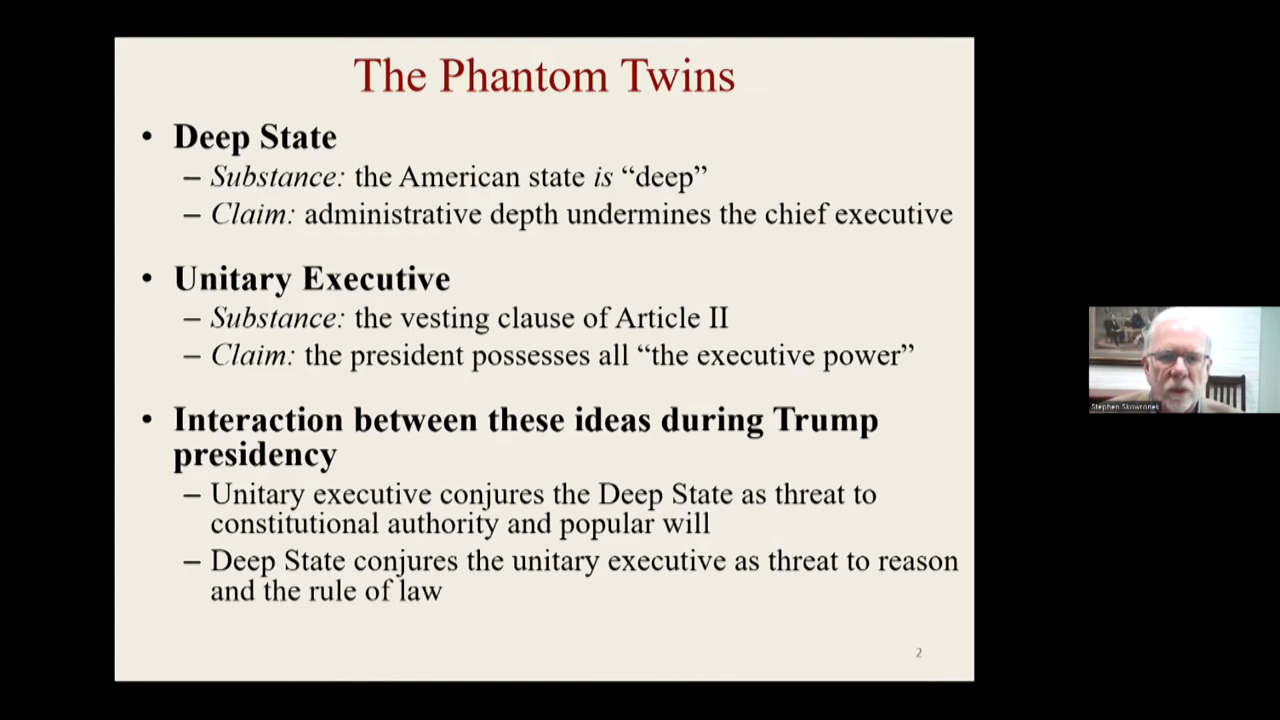 The Phantom Twins
• Deep State
– Substance: the American state is “deep”
– Claim: administrative depth undermines the chief executive
• Unitary Executive
– Substance: the vesting clause of Article II
– Claim: the president possesses all “the executive power”
• Interaction between these ideas during Trump
presidency
– Unitary executive conjures the Deep State as threat to
constitutional authority and popular will
– Deep State conjures the unitary executive as threat to reason
and the rule of law
2
Stephen Skowronek